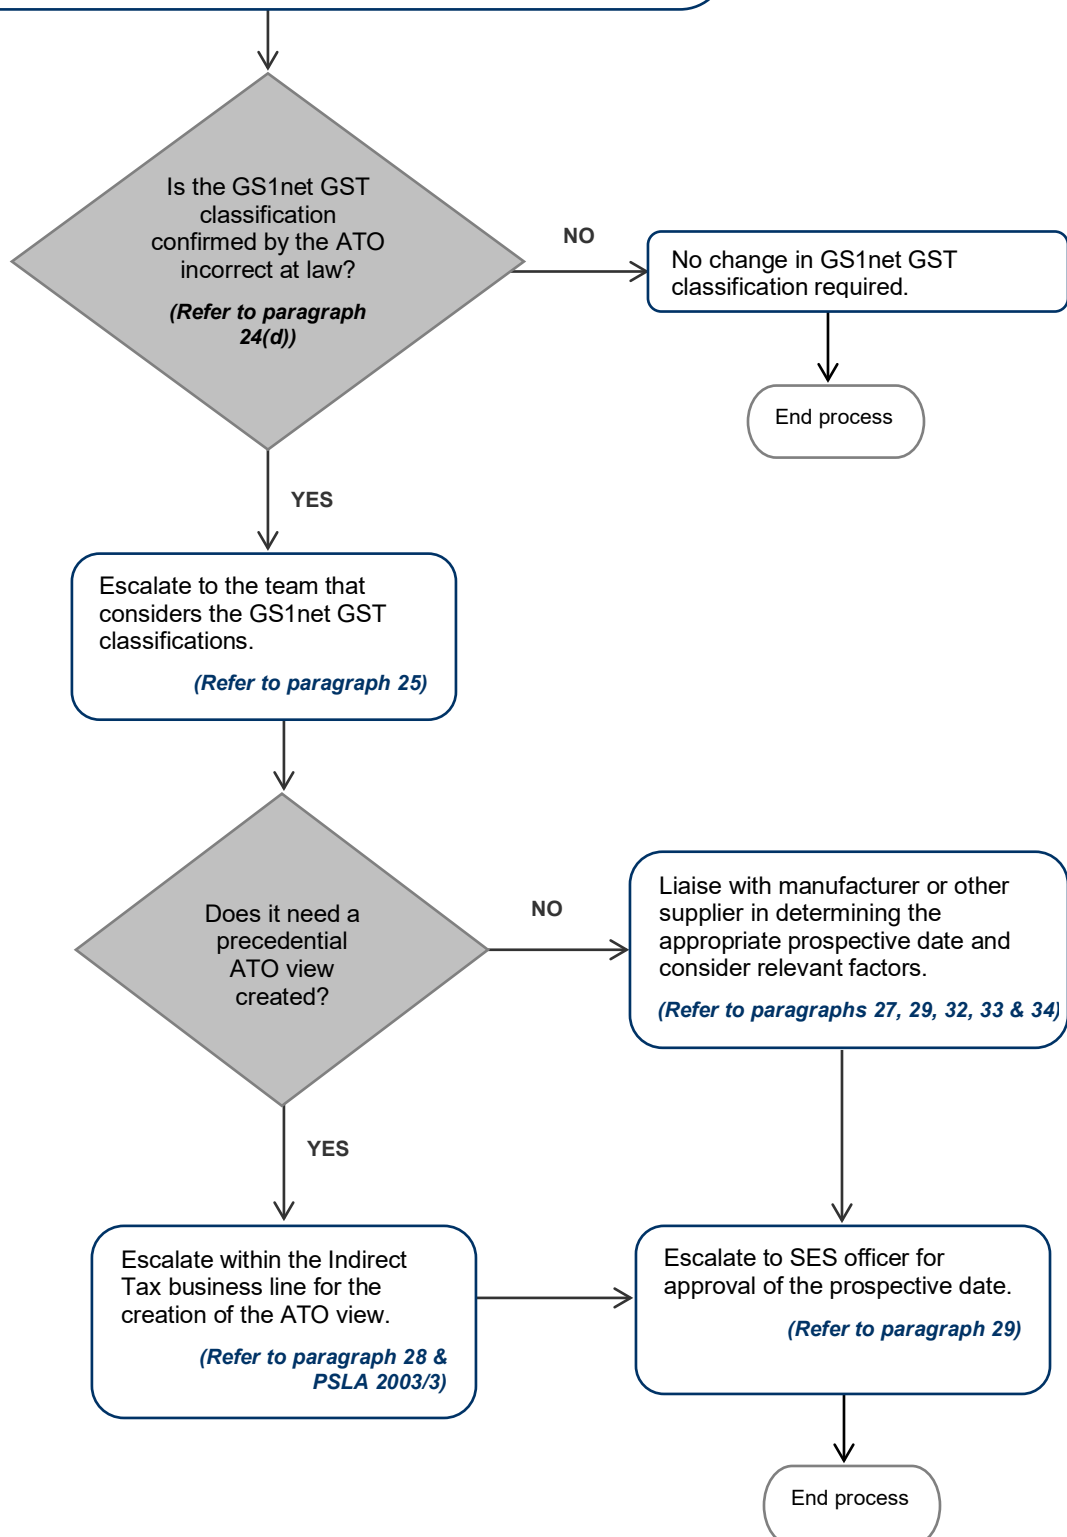 Is the GS1net GST
classification
confirmed by the ATO
incorrect at law?
(Refer to paragraph
24(d))
NO
No change in GS1net GST
classification required.
End process
YES
Escalate to the team that
considers the GS1net GST
classifications.
(Refer to paragraph 25)
Does it need a
precedential
ATO view
created?
NO
Liaise with manufacturer or other
supplier in determining the
appropriate prospective date and
consider relevant factors.
(Refer to paragraphs 27, 29, 32, 33 & 34)
YES
Escalate within the Indirect
Tax business line for the
creation of the ATO view.
(Refer to paragraph 28 &
PSLA 2003/3)
Escalate to SES officer for
approval of the prospective date.
(Refer to paragraph 29)
End process